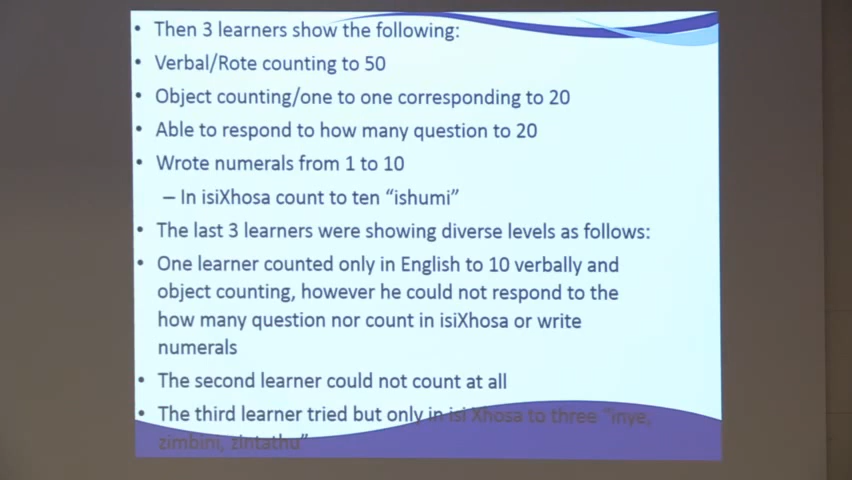 • Then 3 learners show the following:
• Verbal/Rote counting to 50
• Object counting/one to one corresponding to 20
• Able to respond to how many question to 20
• Wrote numerals from 1 to 10
– In isiXhosa count to ten “ishumi”
• The last 3 learners were showing diverse levels as follows:
• One learner counted only in English to 10 verbally and
object counting, however he could not respond to the
how many question nor count in isiXhosa or write
numerals
• The second learner could not count at all
• The third learner tried but only in isi Xhosa to three “inye,
zimbini, zintathu”